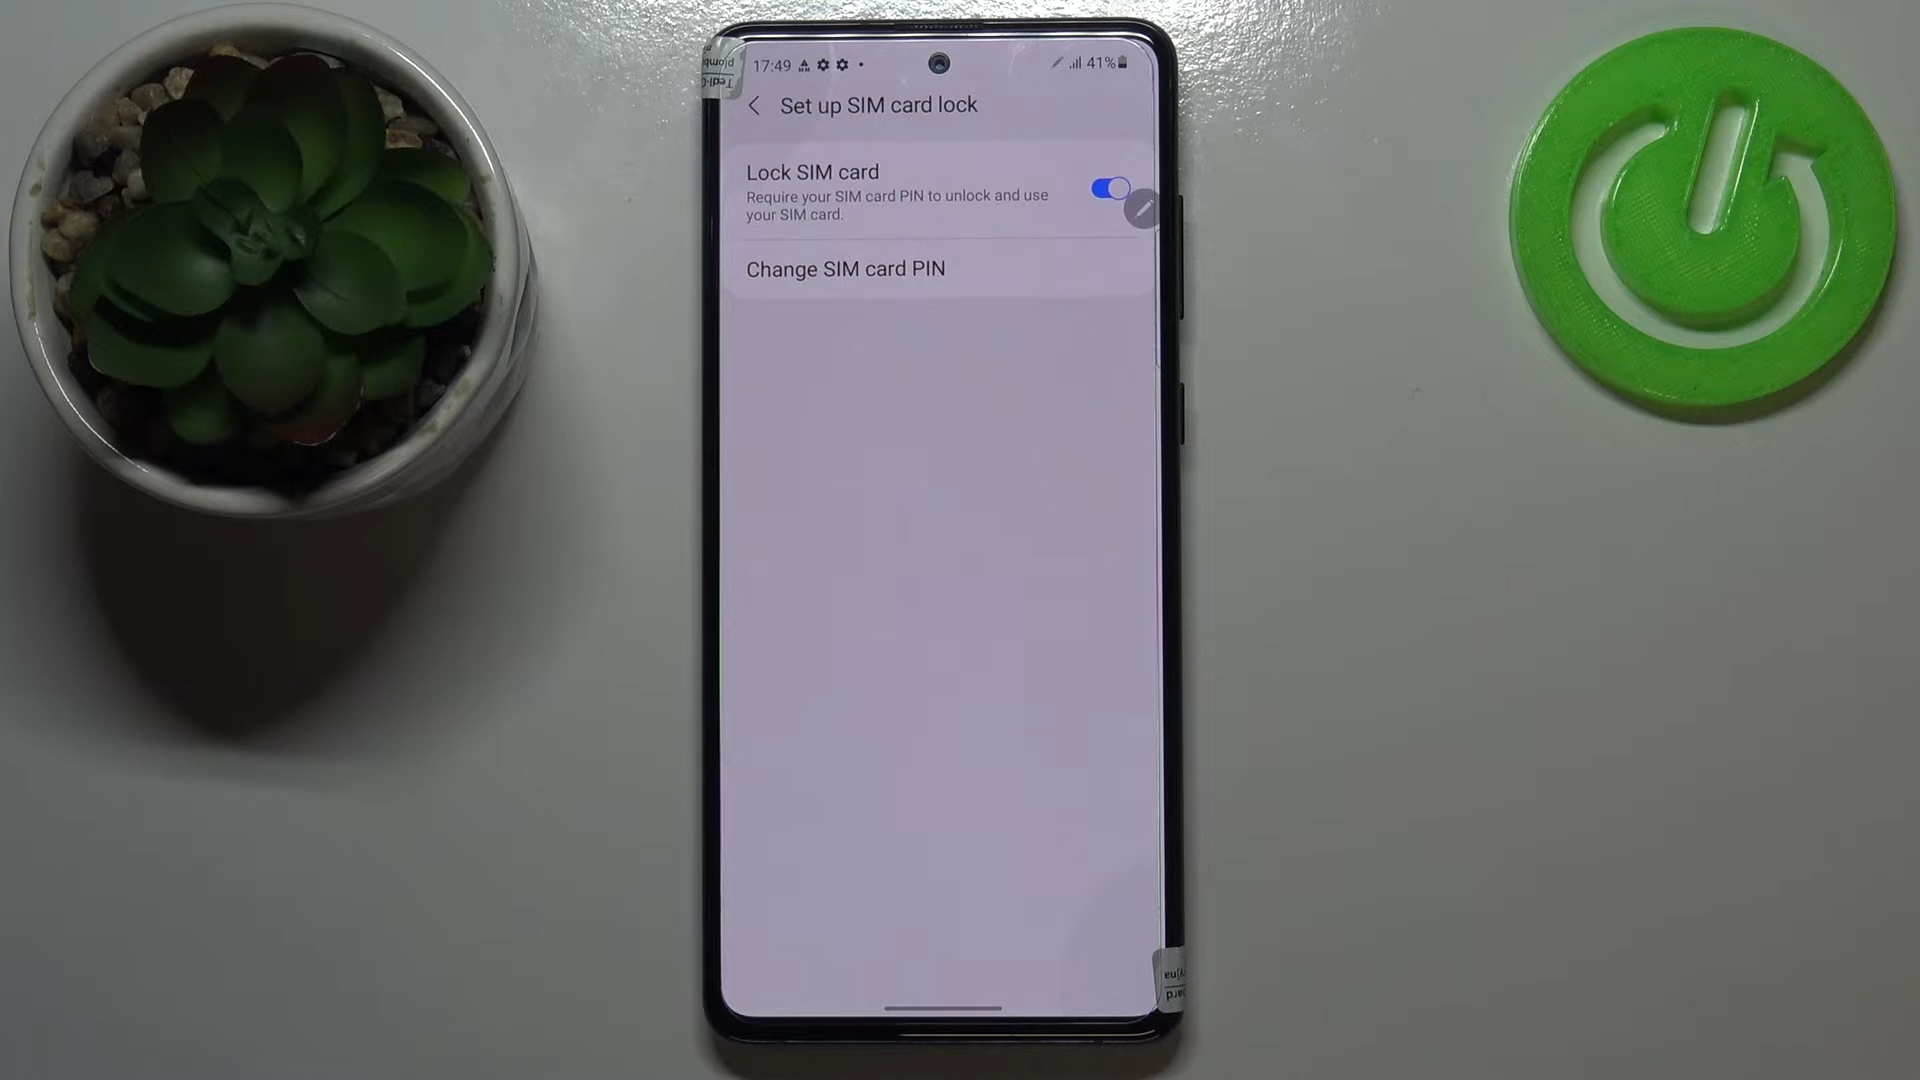 17:49
41%
Set up SIM card lock
Lock SIM card
Require your SIM card PIN to unlock and use
your SIM card.
Change SIM card PIN